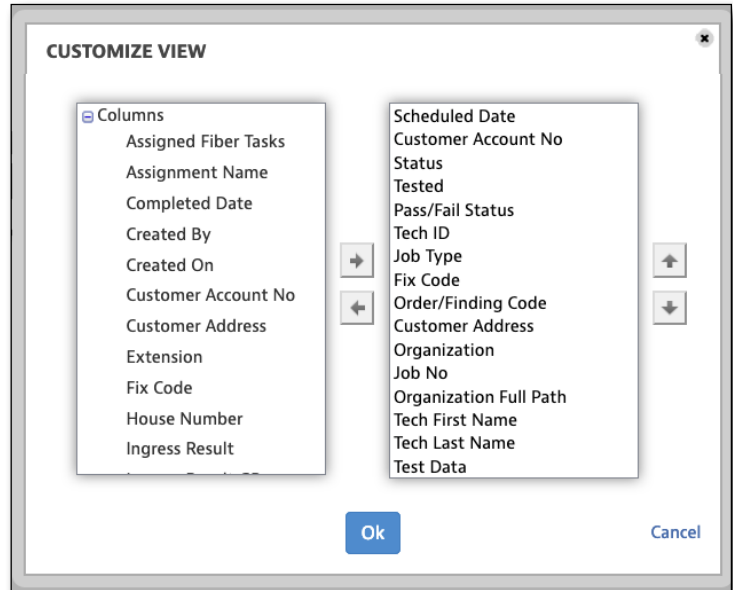 CUSTOMIZE VIEW
Columns
Assigned Fiber Tasks
Assignment Name
Completed Date
Created By
Created On
Customer Account No
Customer Address
Extension
Fix Code
House Number
Ingress Result
Scheduled Date
Customer Account No
Status
Tested
Pass/Fail Status
Tech ID
Job Type
Fix Code
Order/Finding Code
Customer Address
Organization
Job No
Organization Full Path
Tech First Name
Tech Last Name
Test Data
Ok
Cancel